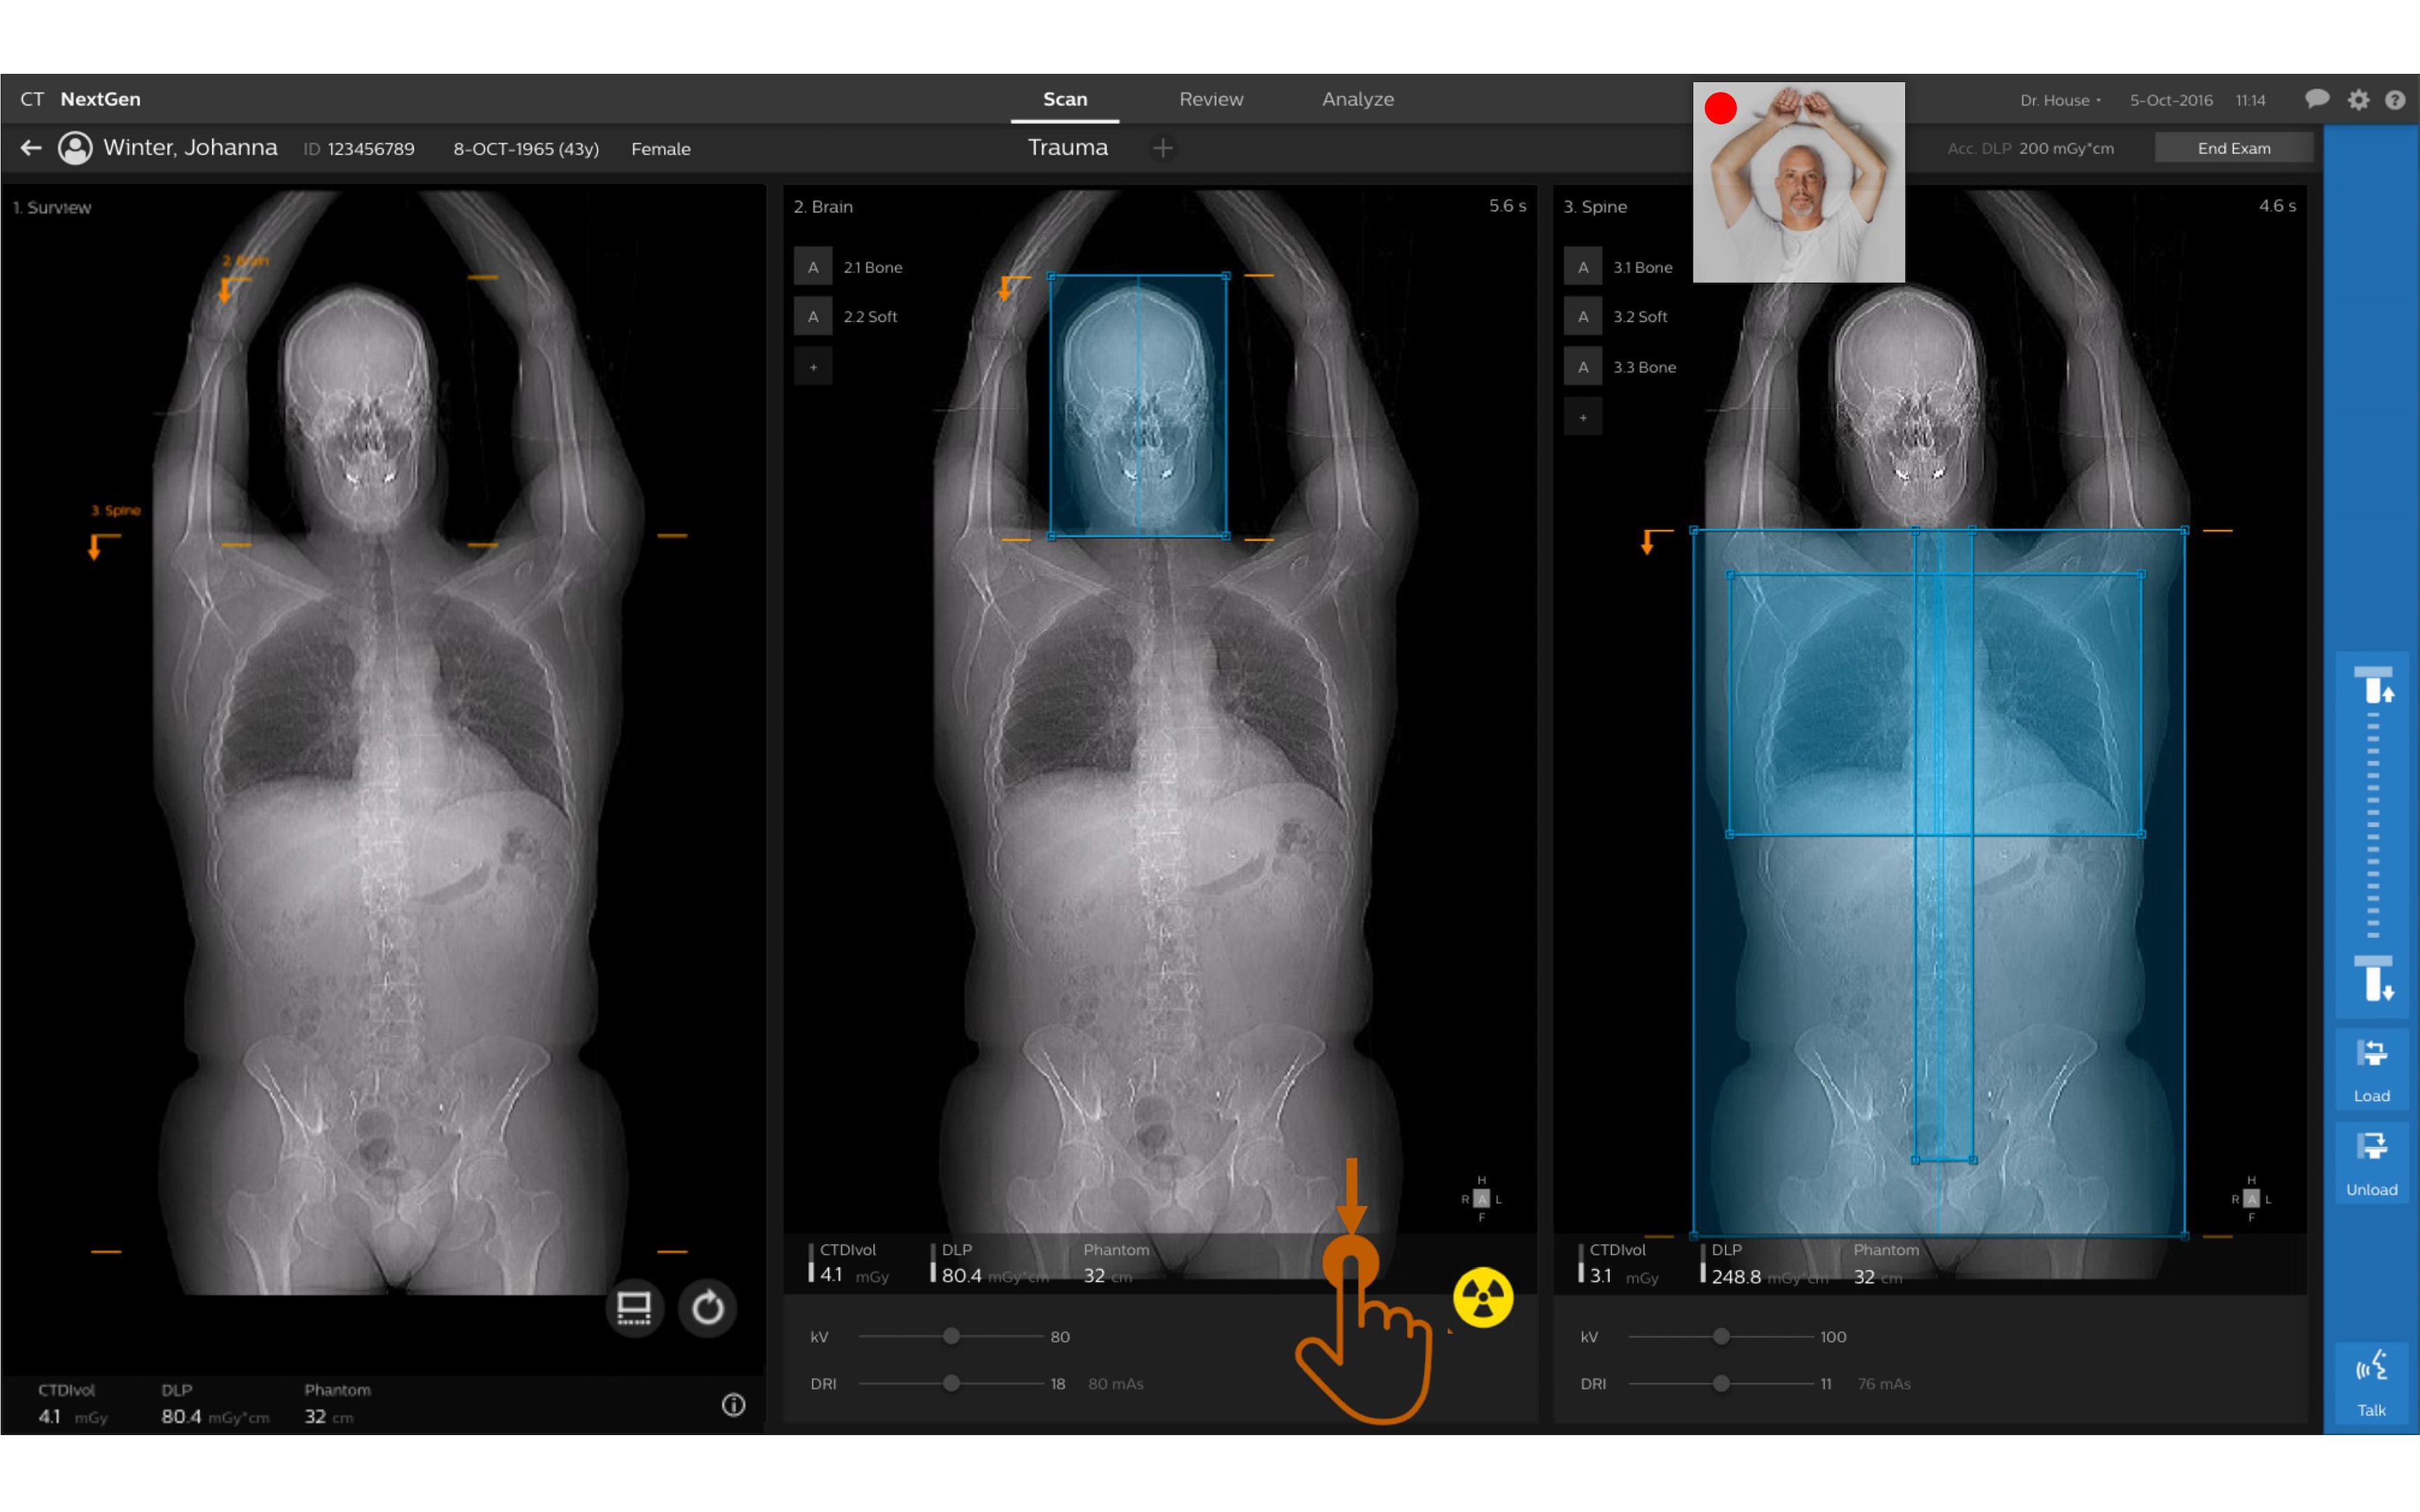 CT NextGen Scan Review Analyze Dr. House 5-Oct-2016 11:14 ?
Winter, Johanna ID 123456789 8-OCT-1965 (43y) Female Trauma + Acc. DLP 200 mGy*cm End Exam
1. Surview
2. Brain
3. Spine
CTDIvol DLP Phantom
4.1 mGy 80.4 mGy*cm 32 cm
2. Brain 5.6 s
A 2.1 Bone
A 2.2 Soft
+
H
R A L
F
CTDIvol DLP Phantom
4.1 mGy 80.4 mGy*cm 32 cm
kV 80
DRI 18 80 mAs
3. Spine 4.6 s
A 3.1 Bone
A 3.2 Soft
A 3.3 Bone
+
H
R A L
F
CTDIvol DLP Phantom
3.1 mGy 248.8 mGy*cm 32 cm
kV 100
DRI 11 76 mAs
Load
Unload
Talk